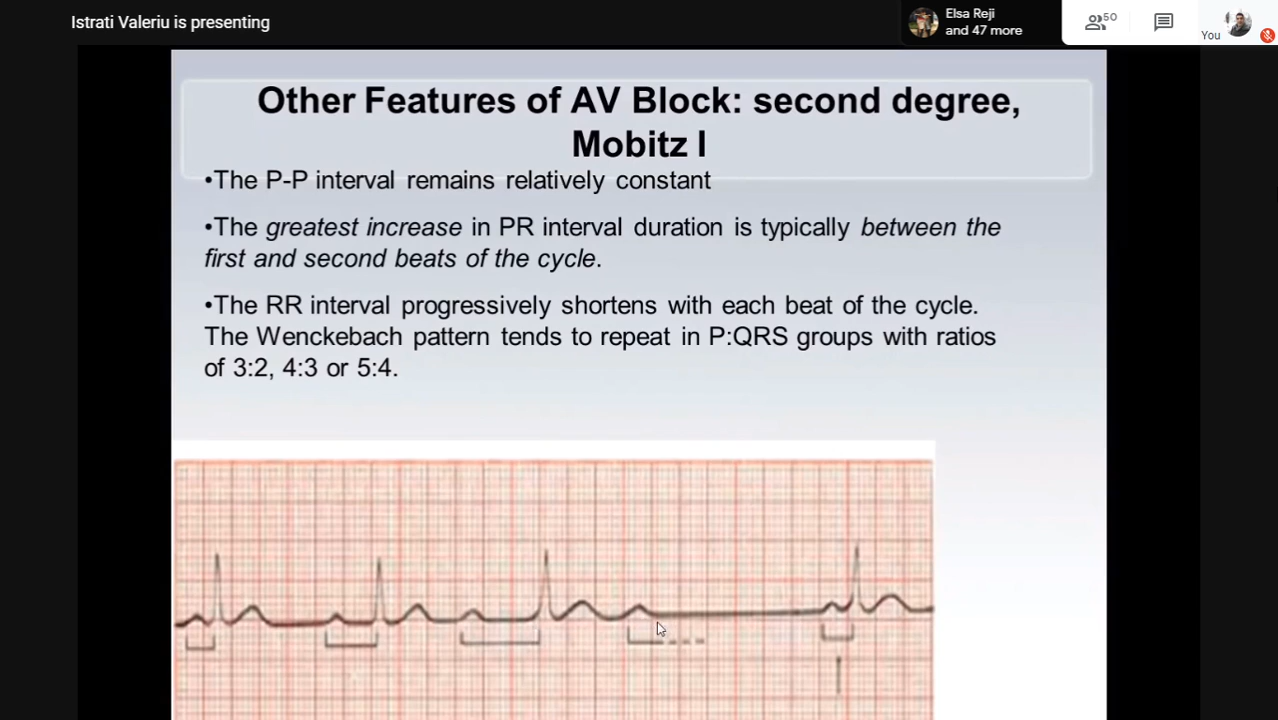 Istrati Valeriu is presenting
Elsa Reji
and 47 more
50
You
Other Features of AV Block: second degree,
Mobitz I
•The P-P interval remains relatively constant
•The greatest increase in PR interval duration is typically between the
first and second beats of the cycle.
•The RR interval progressively shortens with each beat of the cycle.
The Wenckebach pattern tends to repeat in P:QRS groups with ratios
of 3:2, 4:3 or 5:4.